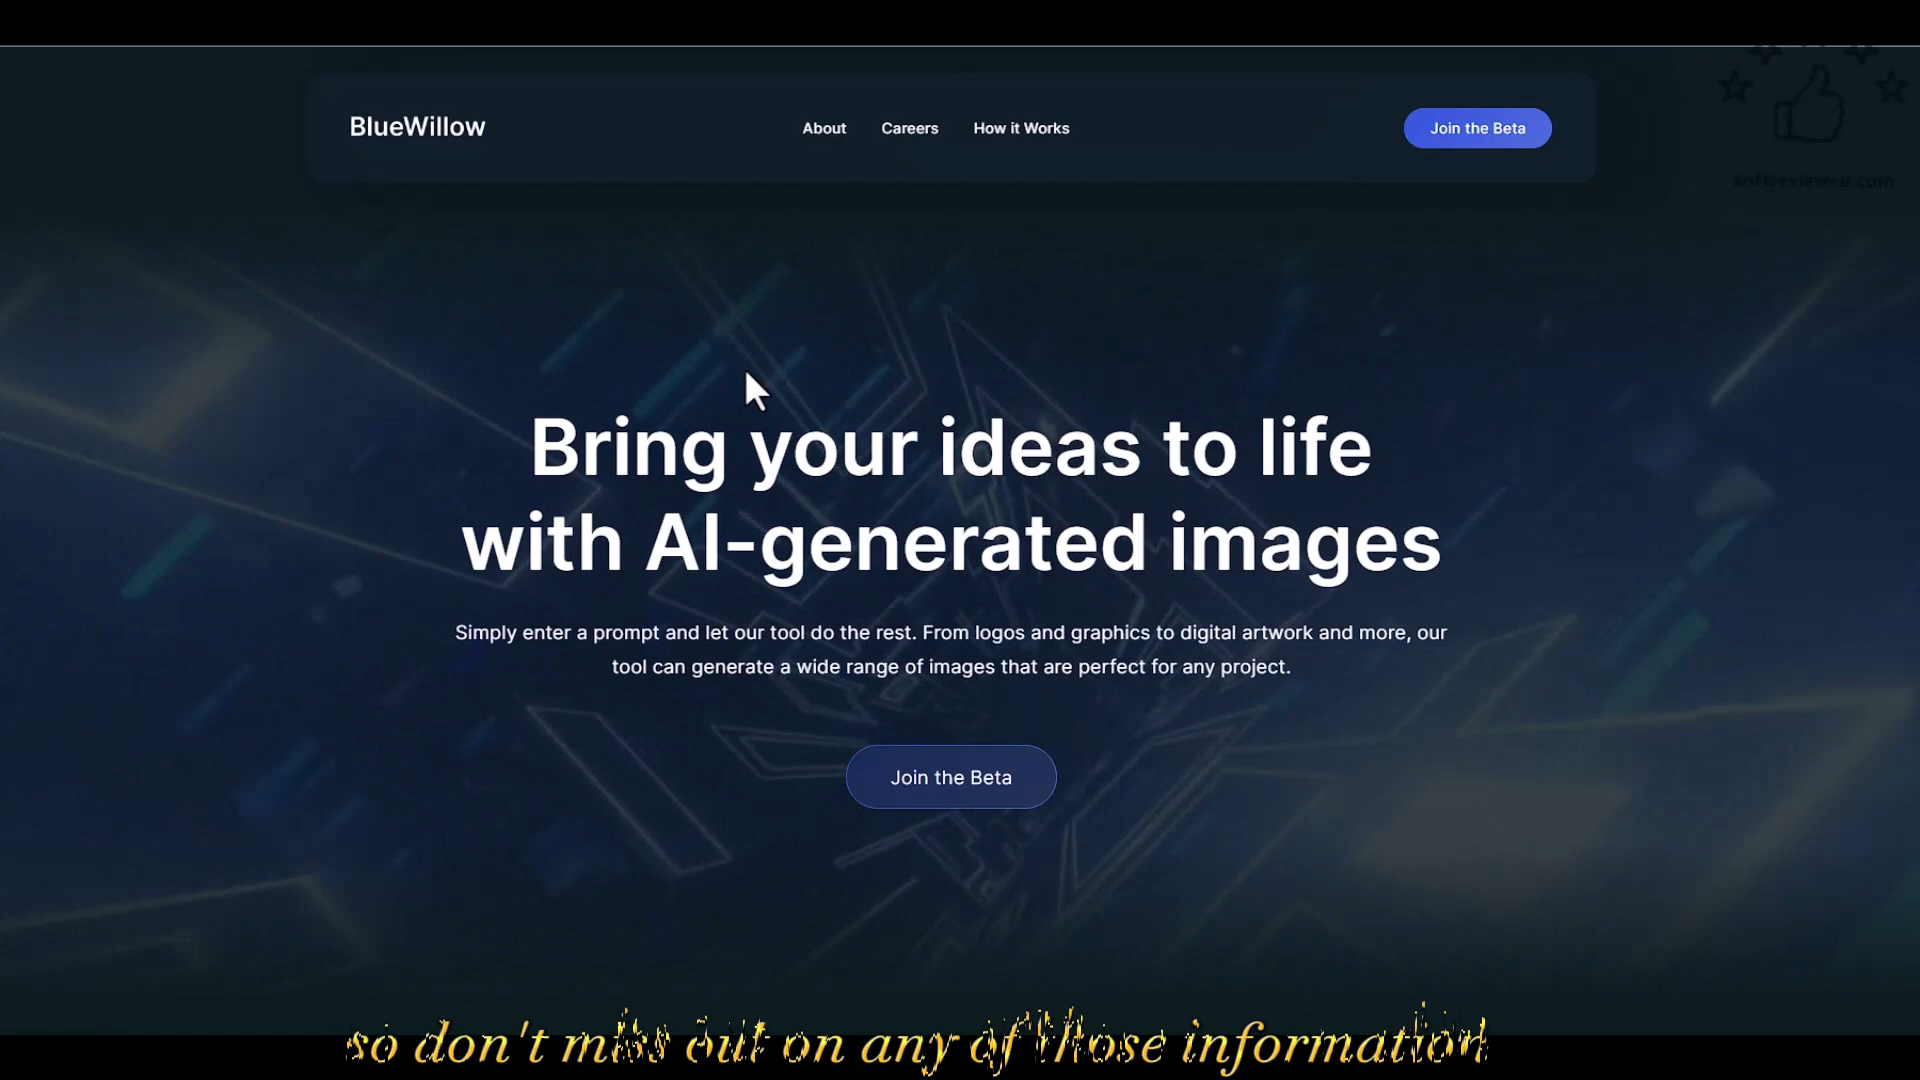 BlueWillow
About
Careers
How it Works
Join the Beta
Softreviewed.com
Bring your ideas to life
with AI-generated images
Simply enter a prompt and let our tool do the rest. From logos and graphics to digital artwork and more, our
tool can generate a wide range of images that are perfect for any project.
Join the Beta
so don't miss out on any of those information